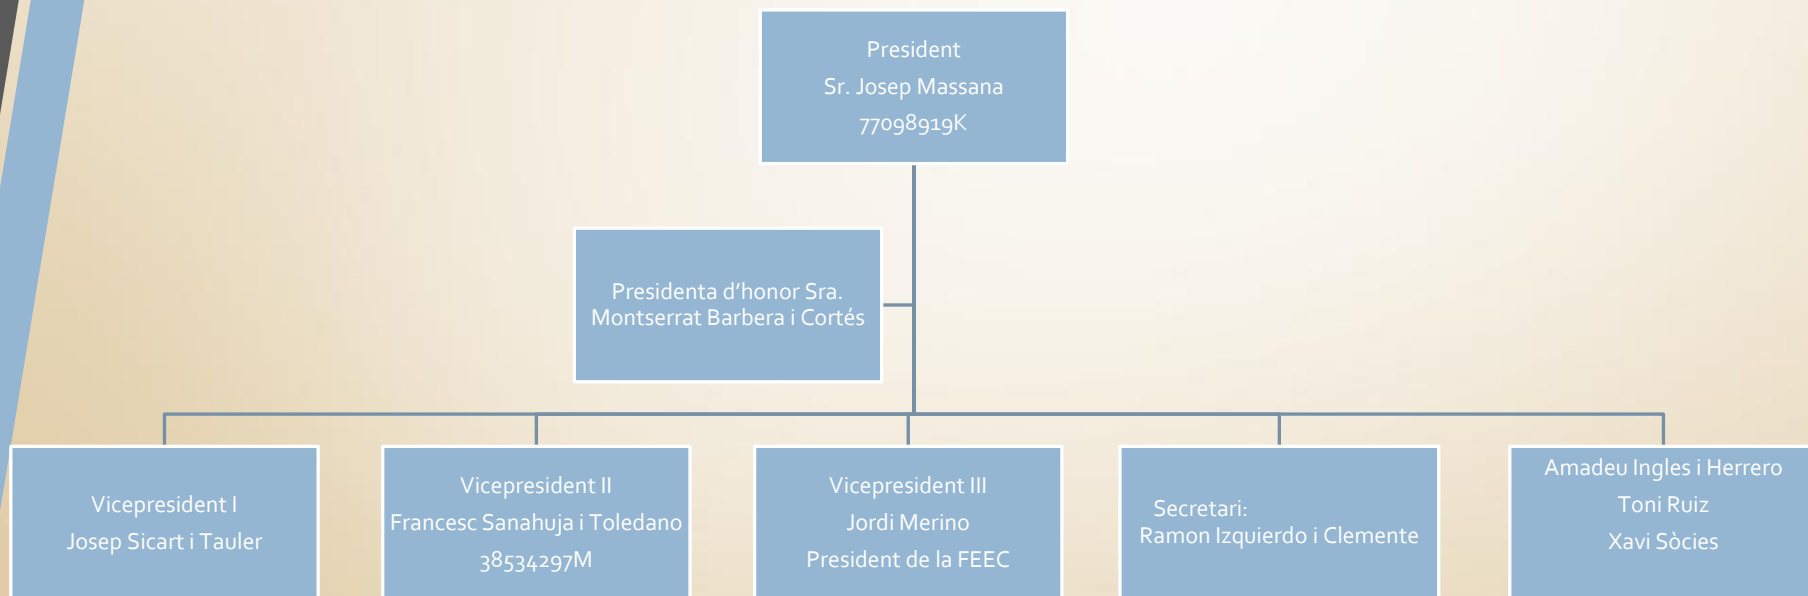 President
Sr. Josep Massana
77098919K
Presidenta d'honor Sra.
Montserrat Barbera i Cortés
Vicepresident I
Josep Sicart i Tauler
Vicepresident II
Francesc Sanahuja i Toledano
38534297M
Vicepresident III
Jordi Merino
President de la FEEC
Secretari:
Ramon Izquierdo i Clemente
Amadeu Ingles i Herrero
Toni Ruiz
Xavi Sòcies